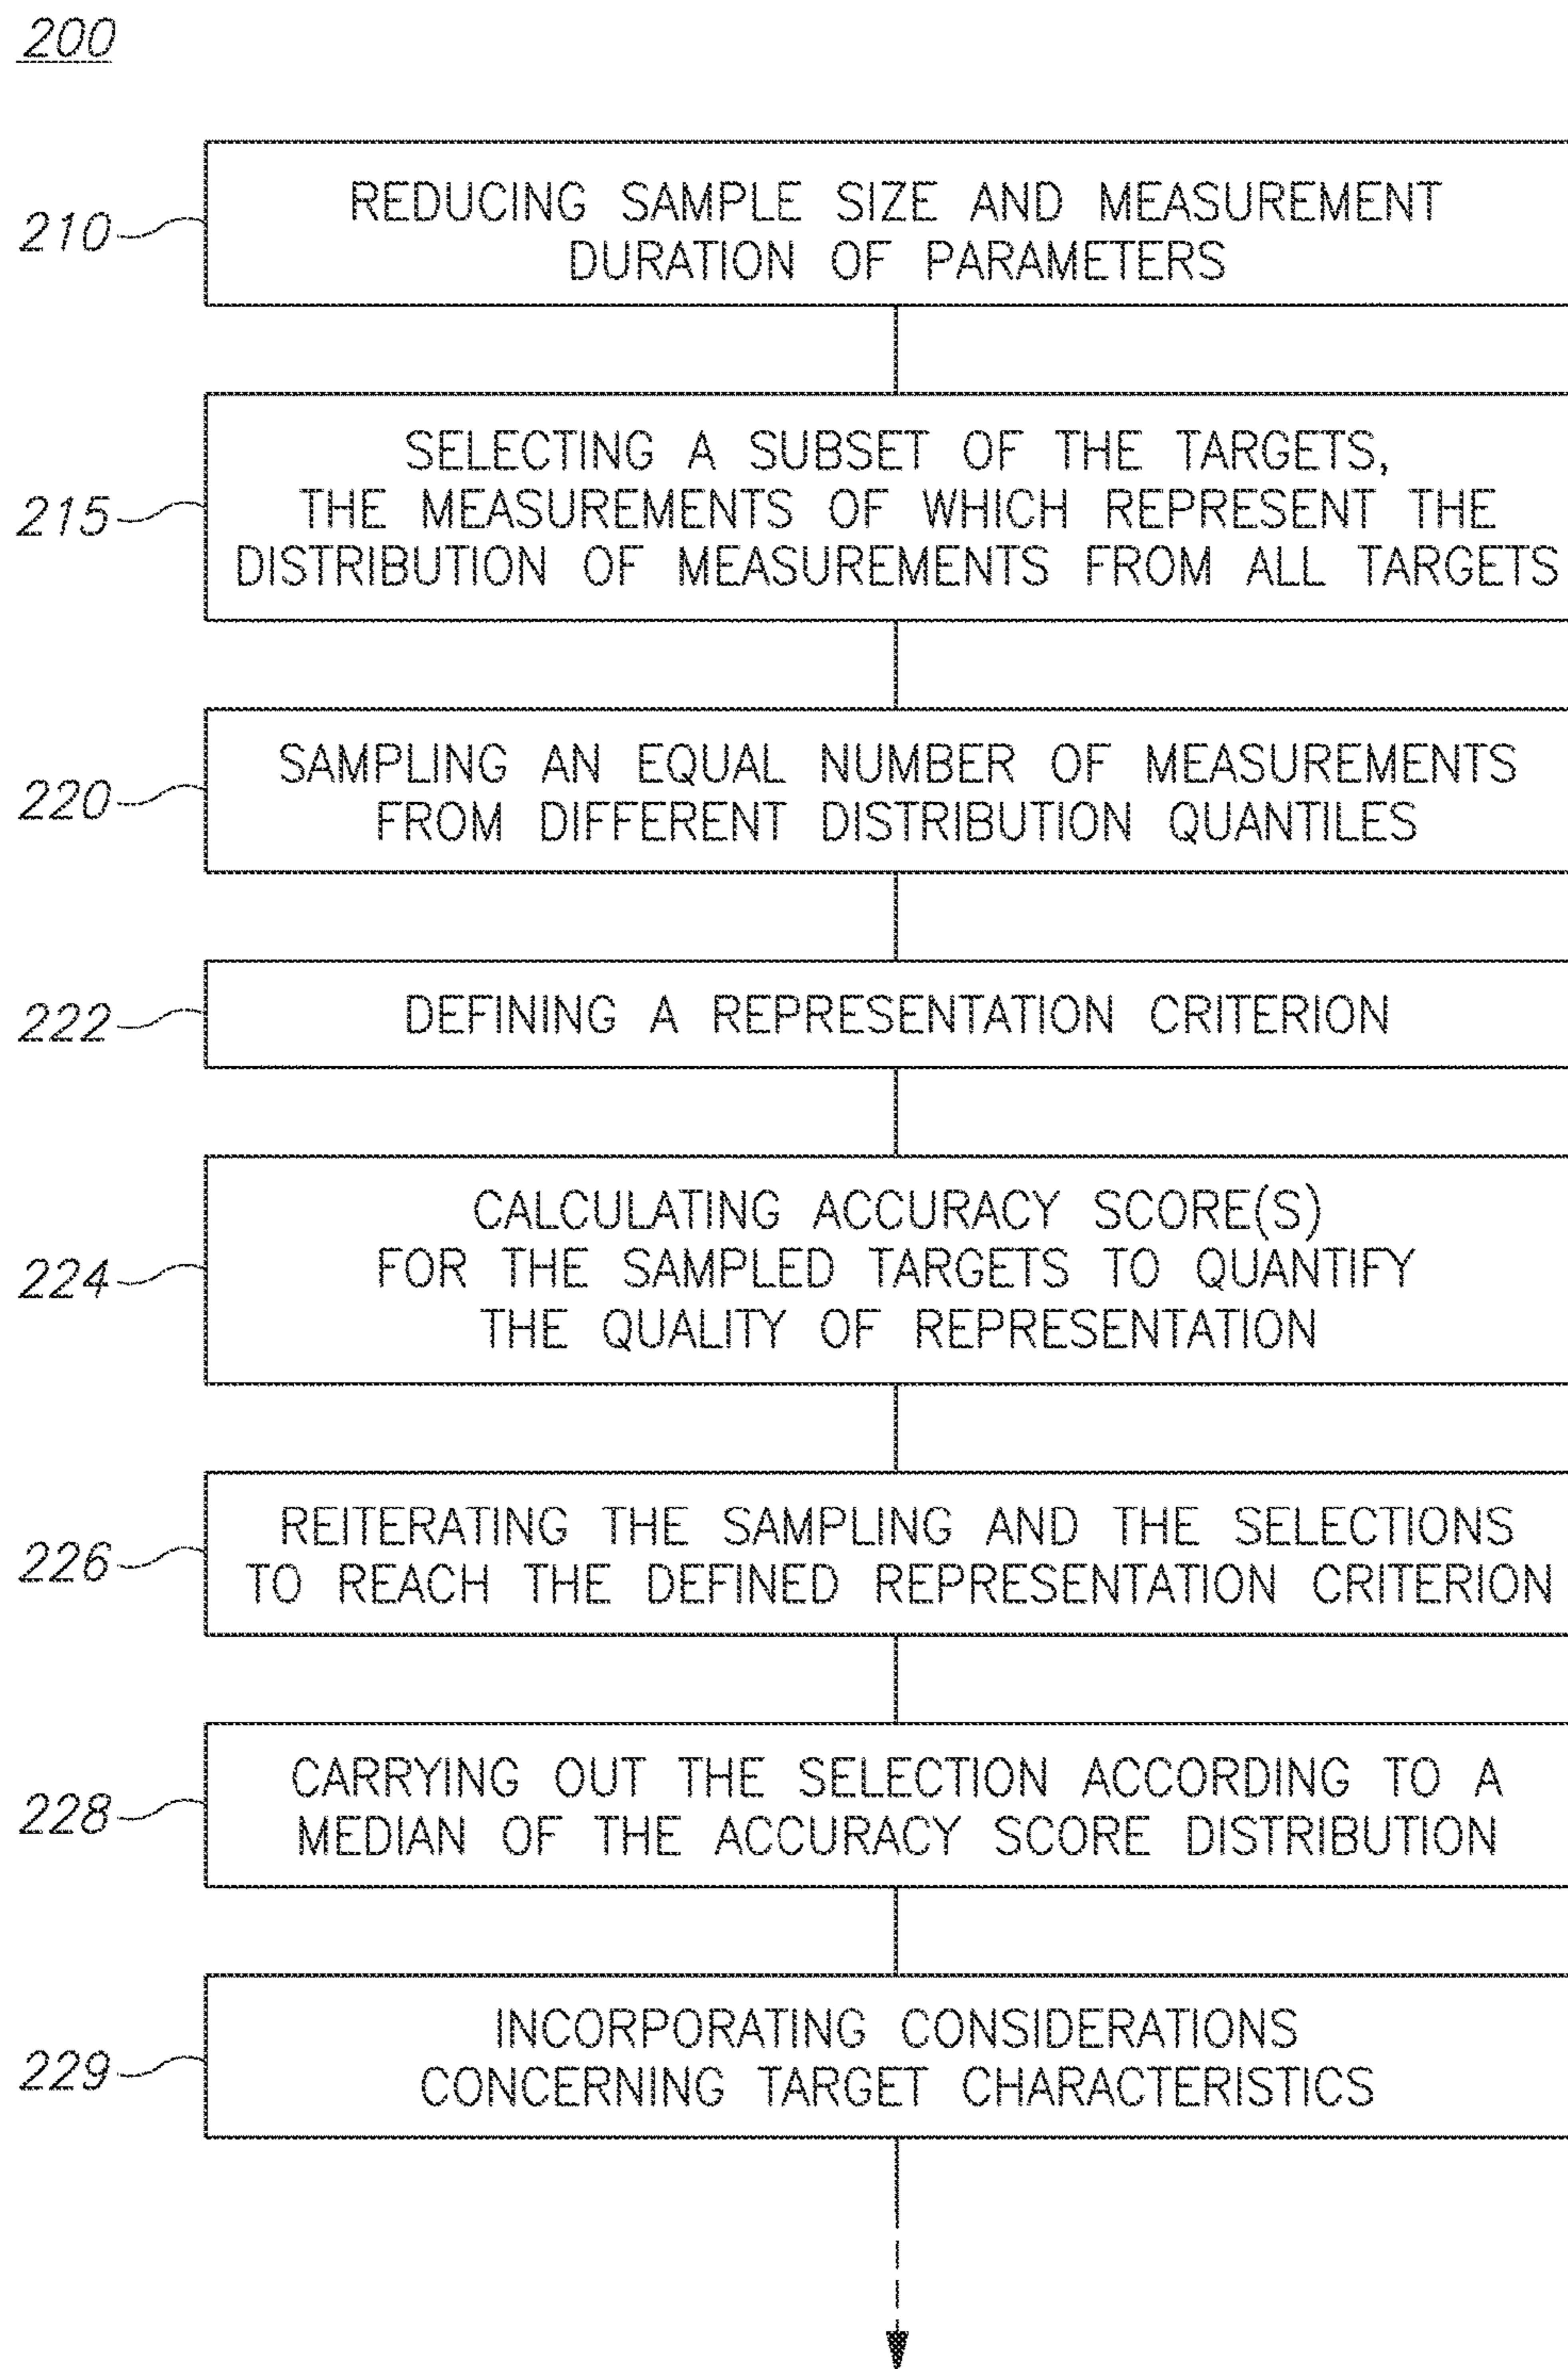 200
210
REDUCING SAMPLE SIZE AND MEASUREMENT
DURATION OF PARAMETERS
215
SELECTING A SUBSET OF THE TARGETS,
THE MEASUREMENTS OF WHICH REPRESENT THE
DISTRIBUTION OF MEASUREMENTS FROM ALL TARGETS
220
SAMPLING AN EQUAL NUMBER OF MEASUREMENTS
FROM DIFFERENT DISTRIBUTION QUANTILES
222
DEFINING A REPRESENTATION CRITERION
224
CALCULATING ACCURACY SCORE(S)
FOR THE SAMPLED TARGETS TO QUANTIFY
THE QUALITY OF REPRESENTATION
226
REITERATING THE SAMPLING AND THE SELECTIONS
TO REACH THE DEFINED REPRESENTATION CRITERION
228
CARRYING OUT THE SELECTION ACCORDING TO A
MEDIAN OF THE ACCURACY SCORE DISTRIBUTION
229
INCORPORATING CONSIDERATIONS
CONCERNING TARGET CHARACTERISTICS